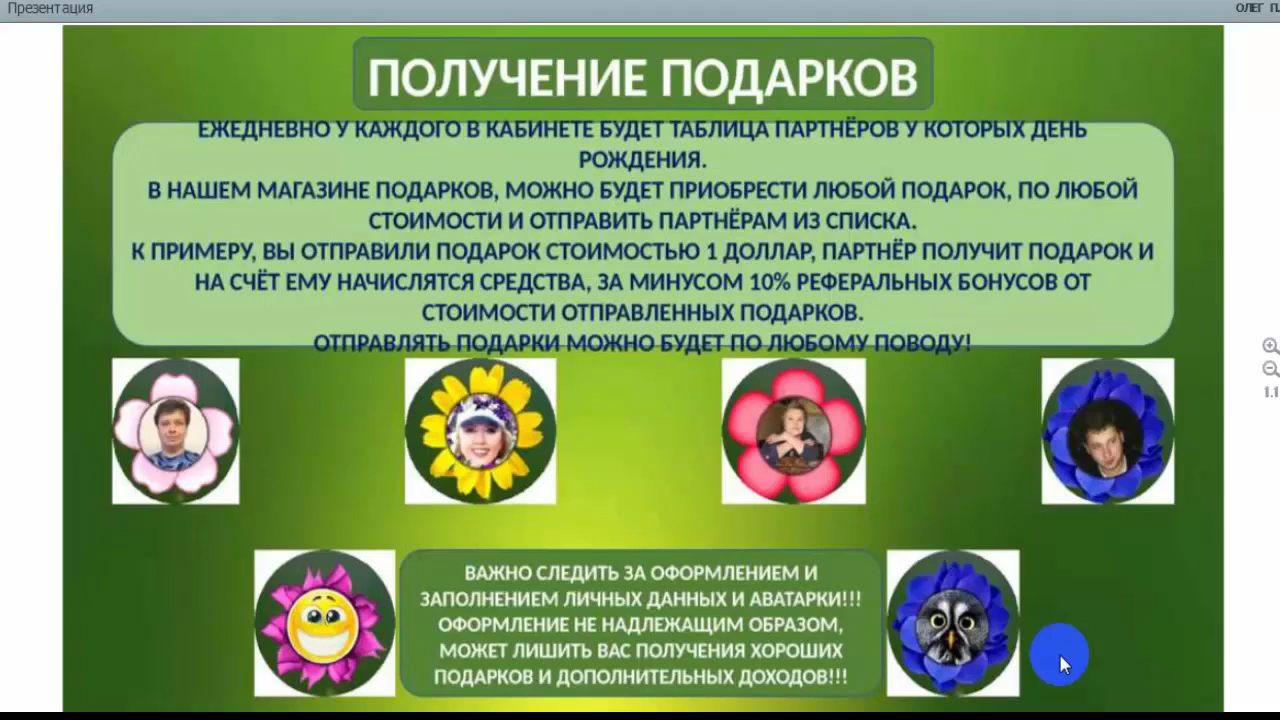 Презентация
ОЛЕГ
ПОЛУЧЕНИЕ ПОДАРКОВ
ЕЖЕДНЕВНО У КАЖДОГО В КАБИНЕТЕ БУДЕТ ТАБЛИЦА ПАРТНЁРОВ У КОТОРЫХ ДЕНЬ
РОЖДЕНИЯ.
В НАШЕМ МАГАЗИНЕ ПОДАРКОВ, МОЖНО БУДЕТ ПРИОБРЕСТИ ЛЮБОЙ ПОДАРОК, ПО ЛЮБОЙ
СТОИМОСТИ И ОТПРАВИТЬ ПАРТНЁРАМ ИЗ СПИСКА.
К ПРИМЕРУ, ВЫ ОТПРАВИЛИ ПОДАРОК СТОИМОСТЬЮ 1 ДОЛЛАР, ПАРТНЁР ПОЛУЧИТ ПОДАРОК И
НА СЧЁТ ЕМУ НАЧИСЛЯТСЯ СРЕДСТВА, ЗА МИНУСОМ 10% РЕФЕРАЛЬНЫХ БОНУСОВ ОТ
СТОИМОСТИ ОТПРАВЛЕННЫХ ПОДАРКОВ.
ОТПРАВЛЯТЬ ПОДАРКИ МОЖНО БУДЕТ ПО ЛЮБОМУ ПОВОДУ!
1.1
ВАЖНО СЛЕДИТЬ ЗА ОФОРМЛЕНИЕМ И
ЗАПОЛНЕНИЕМ ЛИЧНЫХ ДАННЫХ И АВАТАРКИ!!!
ОФОРМЛЕНИЕ НЕ НАДЛЕЖАЩИМ ОБРАЗОМ,
МОЖЕТ ЛИШИТЬ ВАС ПОЛУЧЕНИЯ ХОРОШИХ
ПОДАРКОВ И ДОПОЛНИТЕЛЬНЫХ ДОХОДОВ!!!